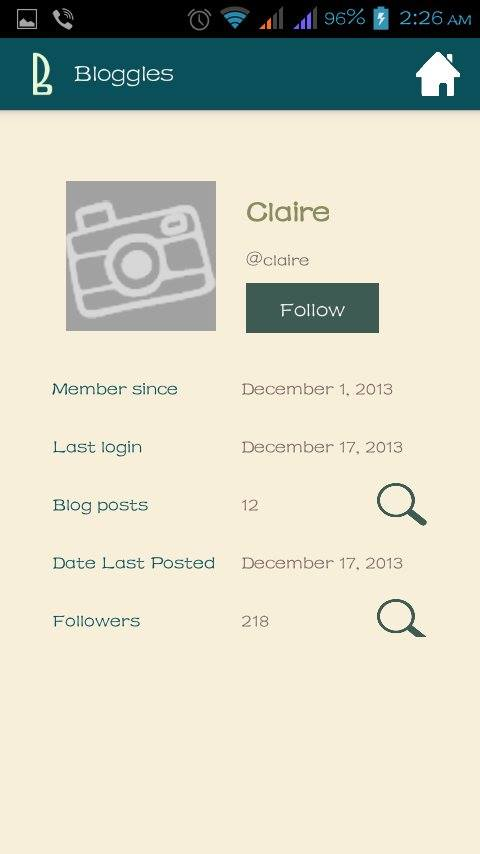 96% 2:26 AM
Bloggles
Claire
@claire
Follow
Member since December 1, 2013
Last login December 17, 2013
Blog posts 12
Date Last Posted December 17, 2013
Followers 218